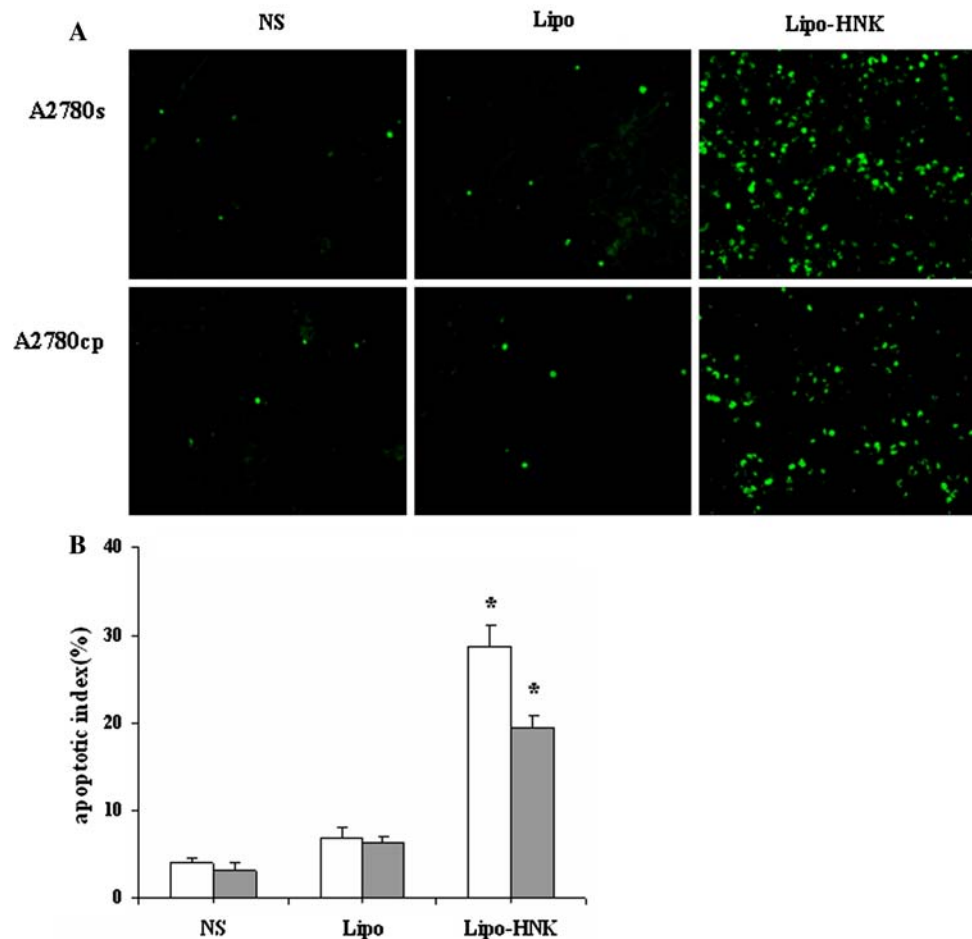 A
NS Lipo Lipo-HNK
A2780s
A2780cp
B
40
30
20
10
0
apoptotic index(%)
* *
NS Lipo Lipo-HNK